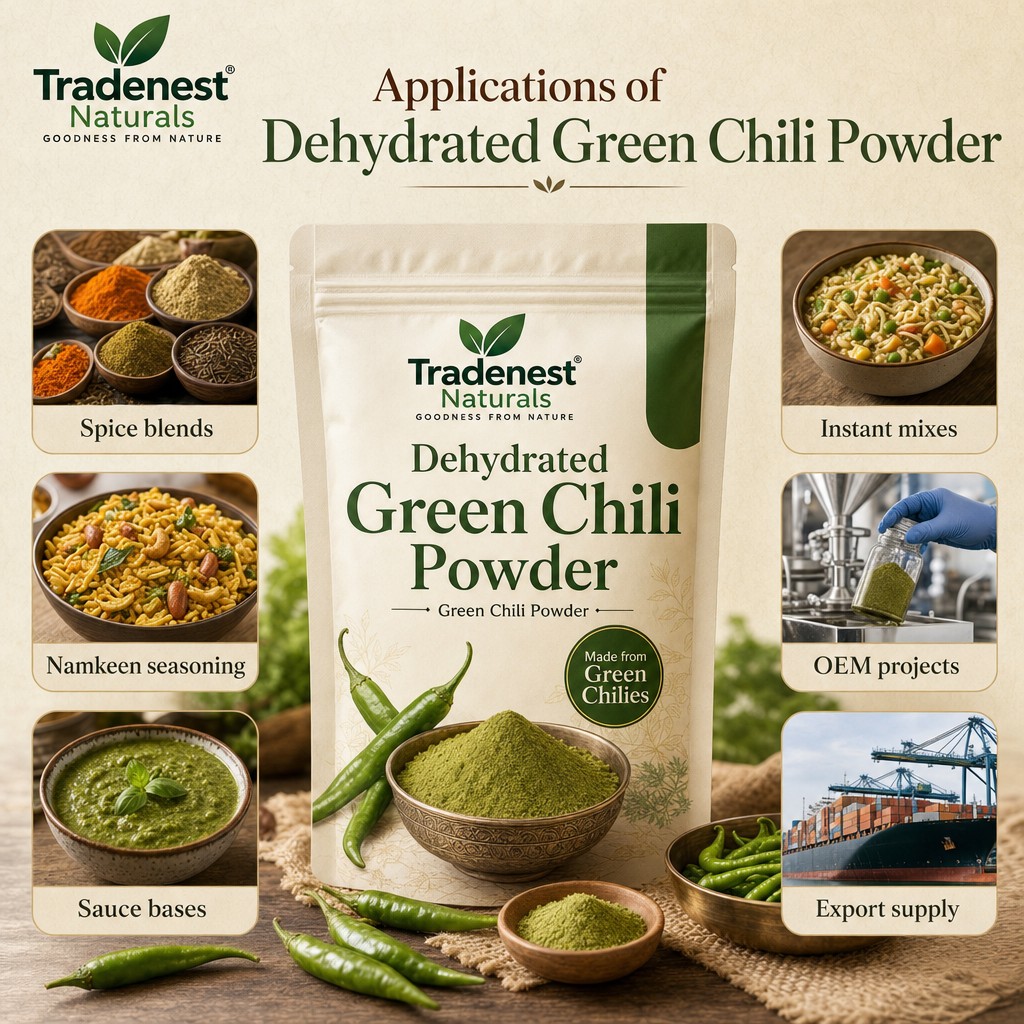 Tradenest®
Naturals
GOODNESS FROM NATURE
Applications of
Dehydrated Green Chili Powder
Spice blends
Namkeen seasoning
Sauce bases
Tradenest®
Naturals
GOODNESS FROM NATURE
Dehydrated
Green Chili
Powder
Green Chili Powder
Made from
Green
Chilies
Instant mixes
OEM projects
Export supply